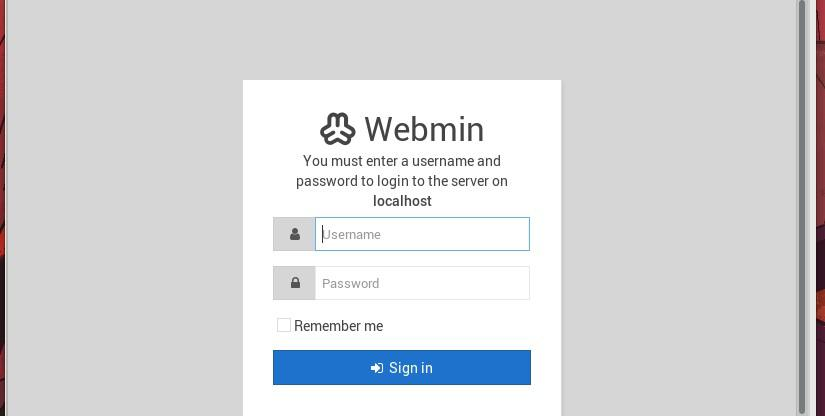 Webmin
You must enter a username and
password to login to the server on
localhost
Username
Password
Remember me
Sign in